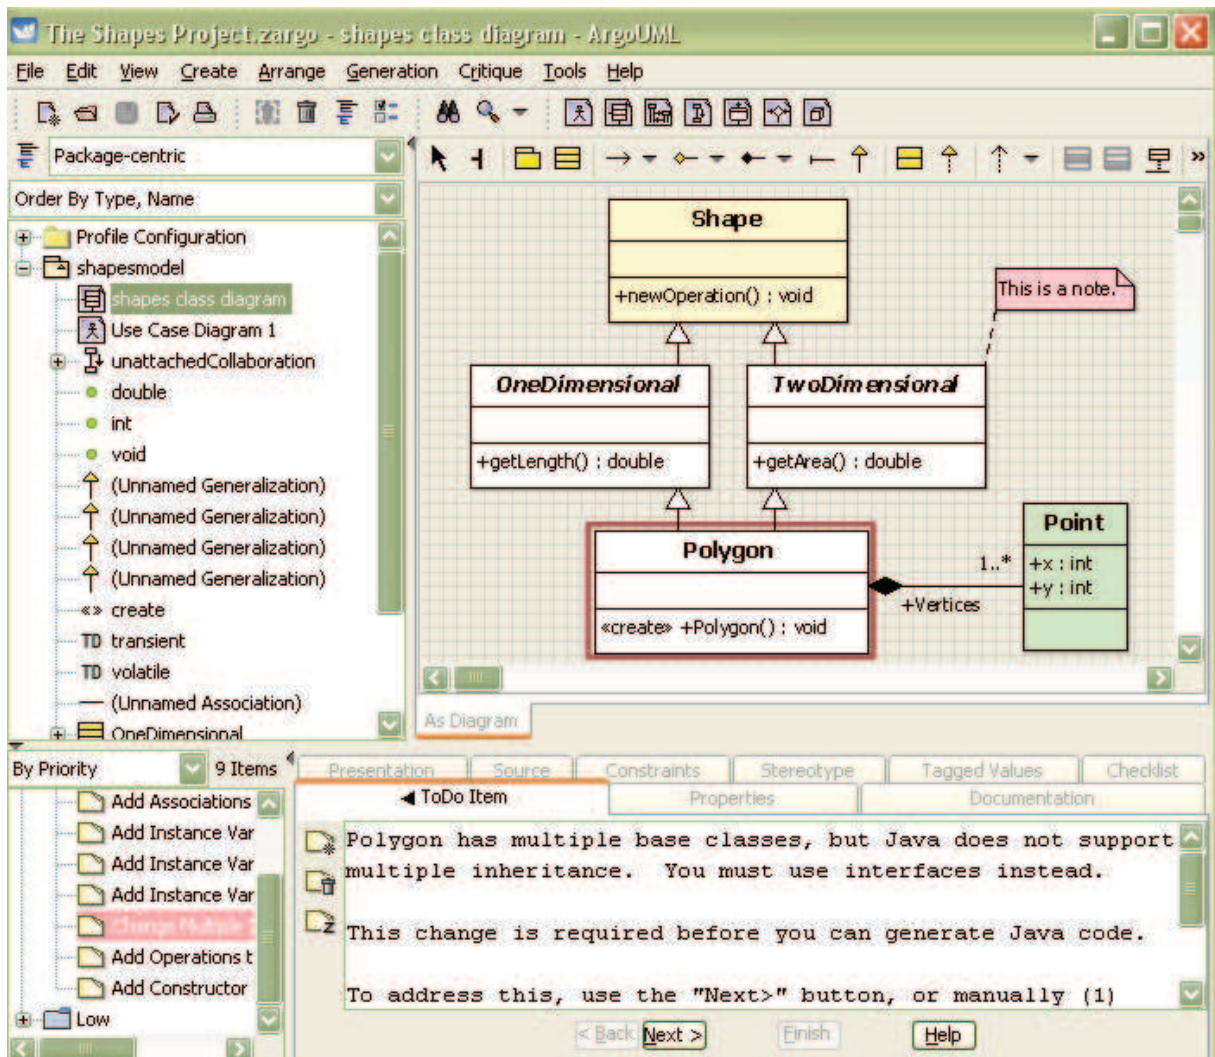 The Shapes Project.zargo - shapes class diagram - ArgoUML
File Edit View Create Arrange Generation Critique Tools Help
Package-centric
Order By Type, Name
Profile Configuration
shapesmodel
shapes class diagram
Use Case Diagram 1
unattachedCollaboration
double
int
void
(Unnamed Generalization)
(Unnamed Generalization)
(Unnamed Generalization)
(Unnamed Generalization)
«» create
TD transient
TD volatile
(Unnamed Association)
OneDimensional
Shape
+newOperation() : void
This is a note.
OneDimensional
+getLength() : double
TwoDimensional
+getArea() : double
Polygon
«create» +Polygon() : void
1..*
+Vertices
Point
+x : int
+y : int
As Diagram
By Priority
9 Items
Add Associations
Add Instance Var
Add Instance Var
Add Instance Var
Change Multiple
Add Operations t
Add Constructor
Low
Presentation Source Constraints Stereotype Tagged Values Checklist
ToDo Item Properties Documentation
Polygon has multiple base classes, but Java does not support
multiple inheritance. You must use interfaces instead.
This change is required before you can generate Java code.
To address this, use the "Next>" button, or manually (1)
< Back Next > Finish Help